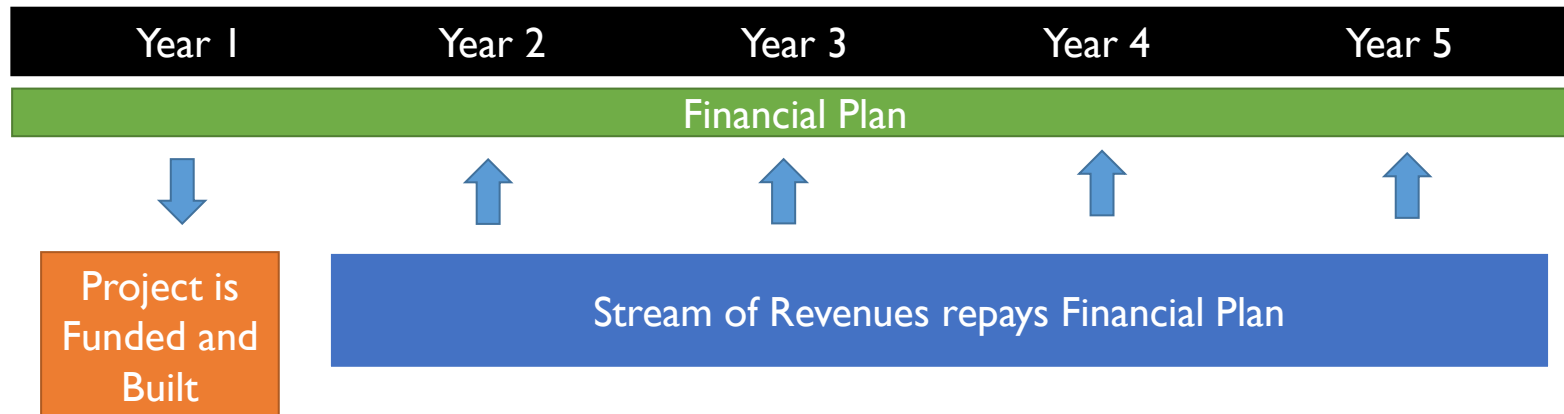 Year 1
Year 2
Year 3
Year 4
Year 5
Financial Plan
Project is
Funded and
Built
Stream of Revenues repays Financial Plan